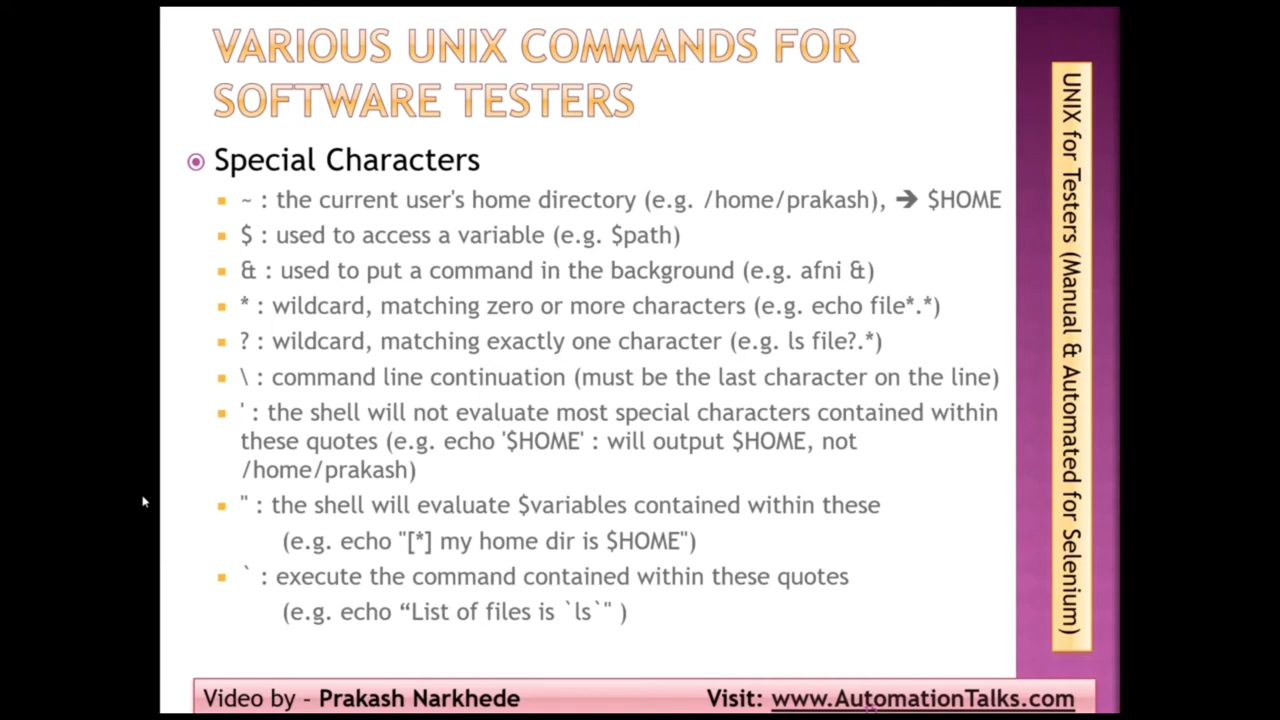 VARIOUS UNIX COMMANDS FOR
SOFTWARE TESTERS
Special Characters
~ : the current user's home directory (e.g. /home/prakash), ➔ $HOME
$ : used to access a variable (e.g. $path)
& : used to put a command in the background (e.g. afni &)
* : wildcard, matching zero or more characters (e.g. echo file*.*)
? : wildcard, matching exactly one character (e.g. ls file?.*)
\ : command line continuation (must be the last character on the line)
' : the shell will not evaluate most special characters contained within
these quotes (e.g. echo '$HOME' : will output $HOME, not
/home/prakash)
" : the shell will evaluate $variables contained within these
(e.g. echo "[*] my home dir is $HOME")
` : execute the command contained within these quotes
(e.g. echo “List of files is `ls`" )
Video by - Prakash Narkhede
Visit: www.AutomationTalks.com
UNIX for Testers (Manual & Automated for Selenium)